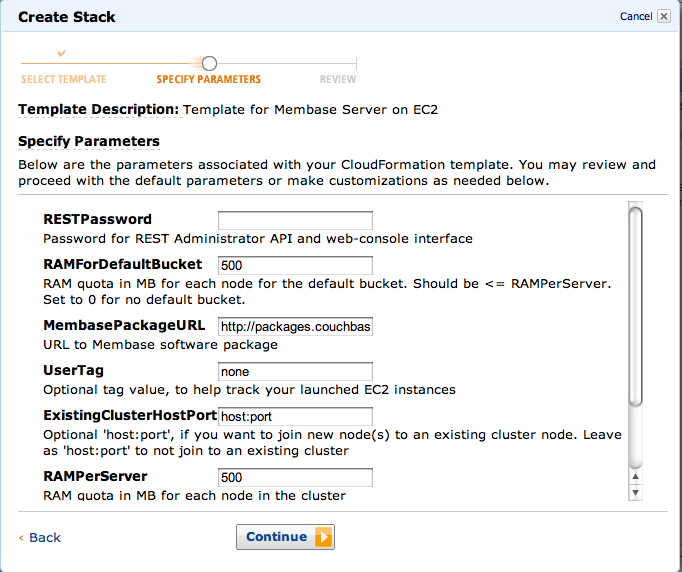 Create Stack
Cancel
SELECT TEMPLATE
SPECIFY PARAMETERS
REVIEW
Template Description: Template for Membase Server on EC2
Specify Parameters
Below are the parameters associated with your CloudFormation template. You may review and
proceed with the default parameters or make customizations as needed below.
RESTPassword
Password for REST Administrator API and web-console interface
RAMForDefaultBucket 500
RAM quota in MB for each node for the default bucket. Should be <= RAMPerServer.
Set to 0 for no default bucket.
MembasePackageURL http://packages.couchbas
URL to Membase software package
UserTag none
Optional tag value, to help track your launched EC2 instances
ExistingClusterHostPort host:port
Optional 'host:port', if you want to join new node(s) to an existing cluster node. Leave
as 'host:port' to not join to an existing cluster
RAMPerServer 500
RAM quota in MB for each node in the cluster
Back
Continue